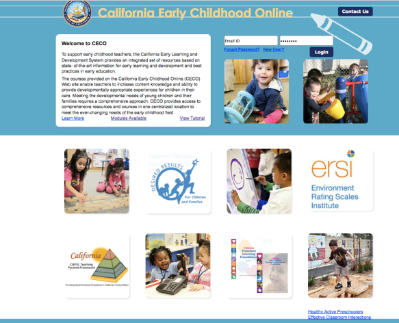 California Early Childhood Online
Contact Us
Welcome to CECO
To support early childhood teachers, the California Early Learning and
Development System provides an integrated set of resources based on
state- of-the-art information for early learning and development and best
practices in early education.
The courses provided on the California Early Childhood Online (CECO)
Web site enable teachers to increase content knowledge and ability to
provide developmentally appropriate experiences for children in their
care. Meeting the developmental needs of young children and their
families requires a comprehensive approach. CECO provides access to
comprehensive resources and courses in one centralized location to
meet the ever-changing needs of the early childhood field.
Learn More
Modules Available
View Tutorial
Email ID
••••••••
Forgot Password?
New User?
Login
DESIRED RESULTS
For Children
and Families
ersi
Environment
Rating Scales
Institute
California
CSEFEL Teaching
Pyramid Framework
Healthy Active Preschoolers
Effective Classroom Interactions